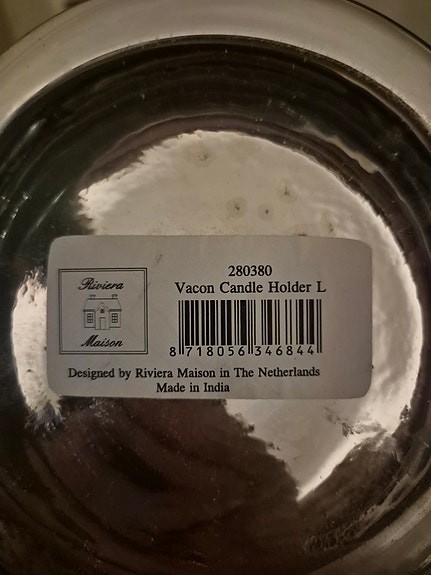 Riviera
Maison
280380
Vacon Candle Holder L
8 718056 346844
Designed by Riviera Maison in The Netherlands
Made in India